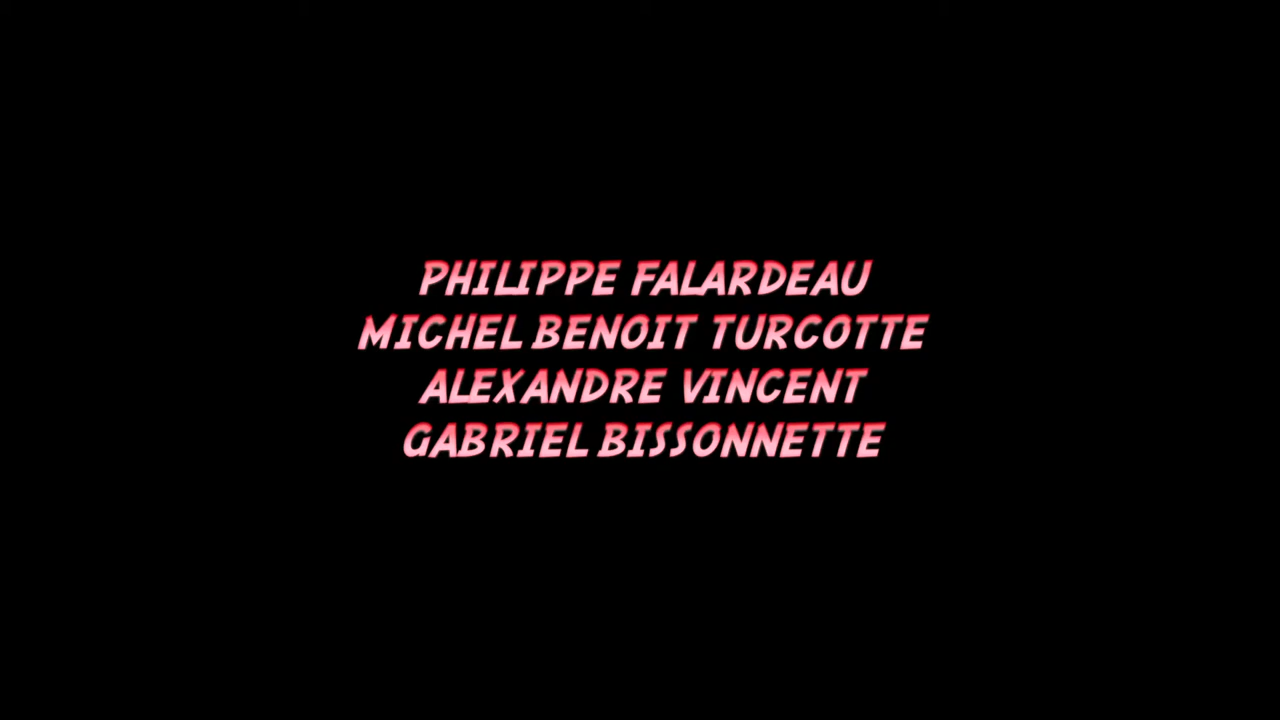 PHILIPPE FALARDEAU
MICHEL BENOIT TURCOTTE
ALEXANDRE VINCENT
GABRIEL BISSONNETTE